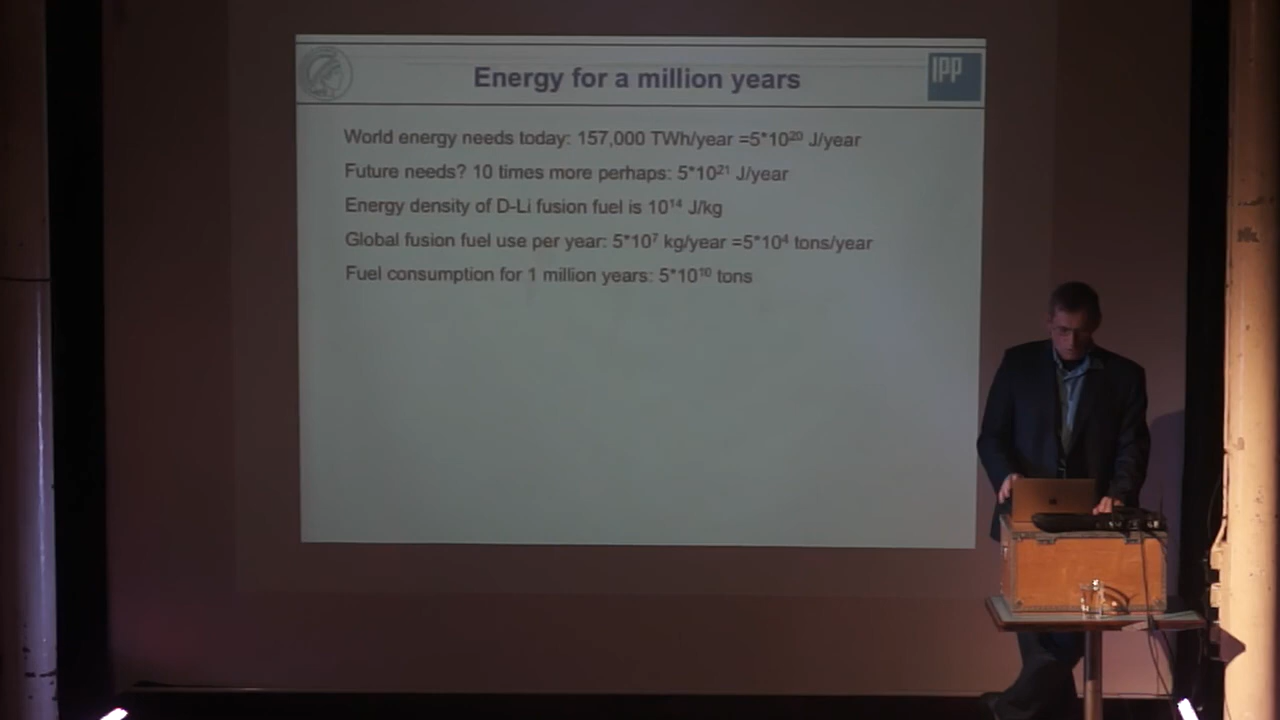 Energy for a million years
IPP
World energy needs today: 157,000 TWh/year =5*10²⁰ J/year
Future needs? 10 times more perhaps: 5*10²¹ J/year
Energy density of D-Li fusion fuel is 10¹⁴ J/kg
Global fusion fuel use per year: 5*10⁷ kg/year =5*10⁴ tons/year
Fuel consumption for 1 million years: 5*10¹⁰ tons